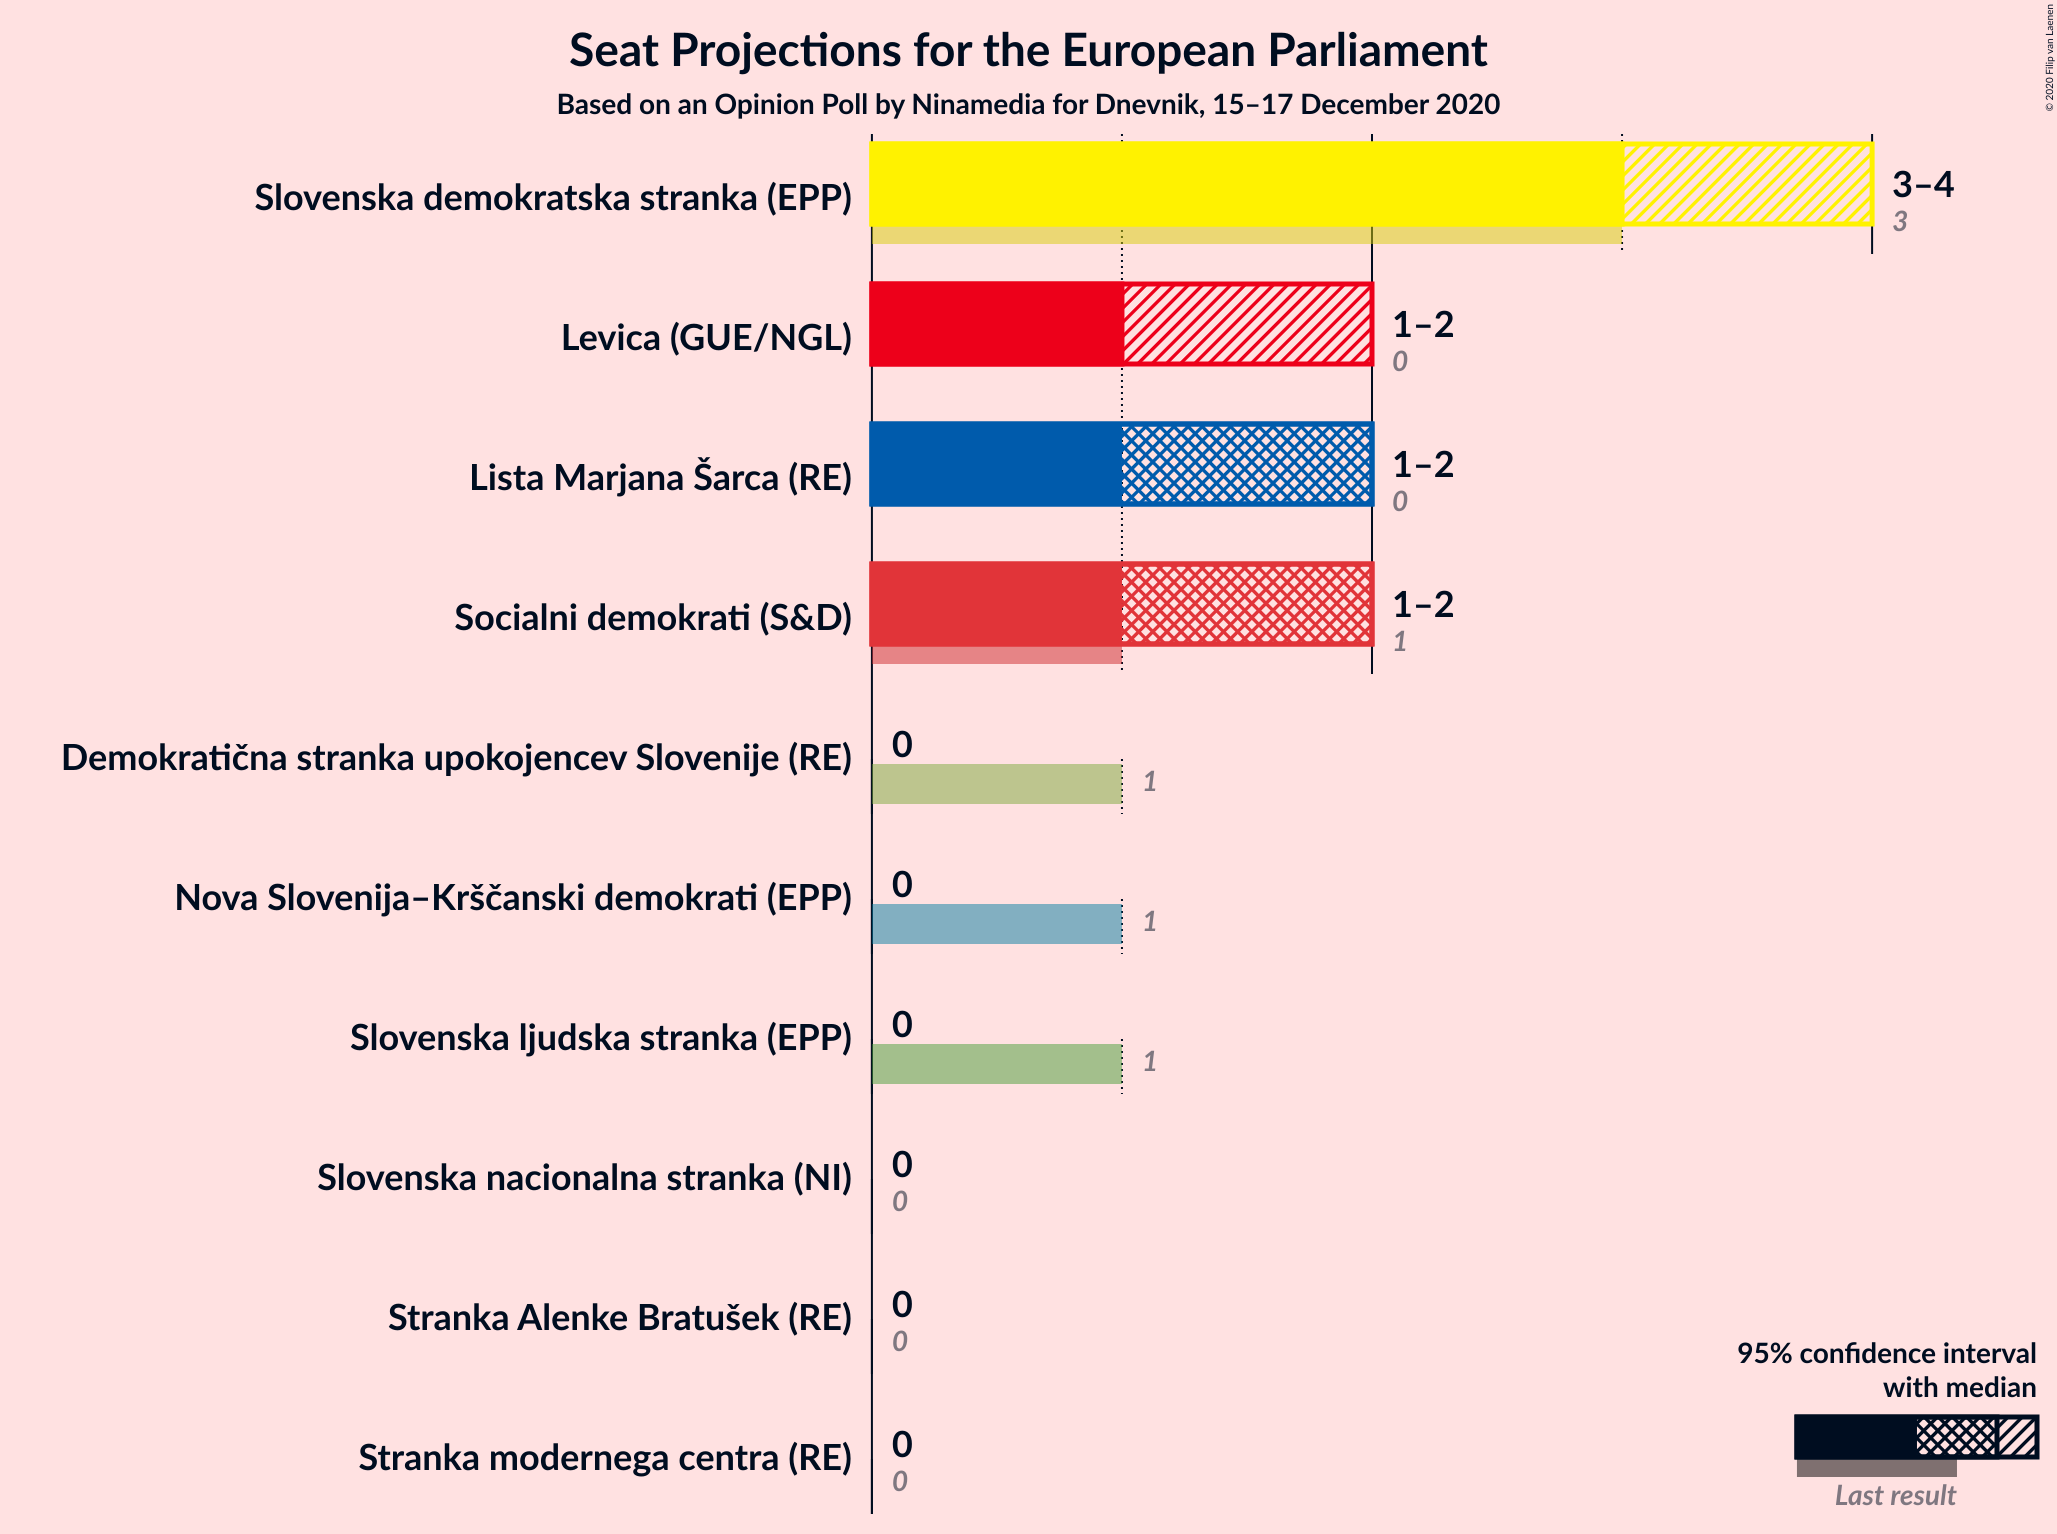 Seat Projections for the European Parliament
Based on an Opinion Poll by Ninamedia for Dnevnik, 15–17 December 2020
© 2020 Filip van Laenen
Slovenska demokratska stranka (EPP)
3–4
3
Levica (GUE/NGL)
1–2
0
Lista Marjana Šarca (RE)
1–2
0
Socialni demokrati (S&D)
1–2
1
Demokratična stranka upokojencev Slovenije (RE)
0
1
Nova Slovenija–Krščanski demokrati (EPP)
0
1
Slovenska ljudska stranka (EPP)
0
1
Slovenska nacionalna stranka (NI)
0
0
Stranka Alenke Bratušek (RE)
0
0
Stranka modernega centra (RE)
0
0
95% confidence interval
with median
Last result